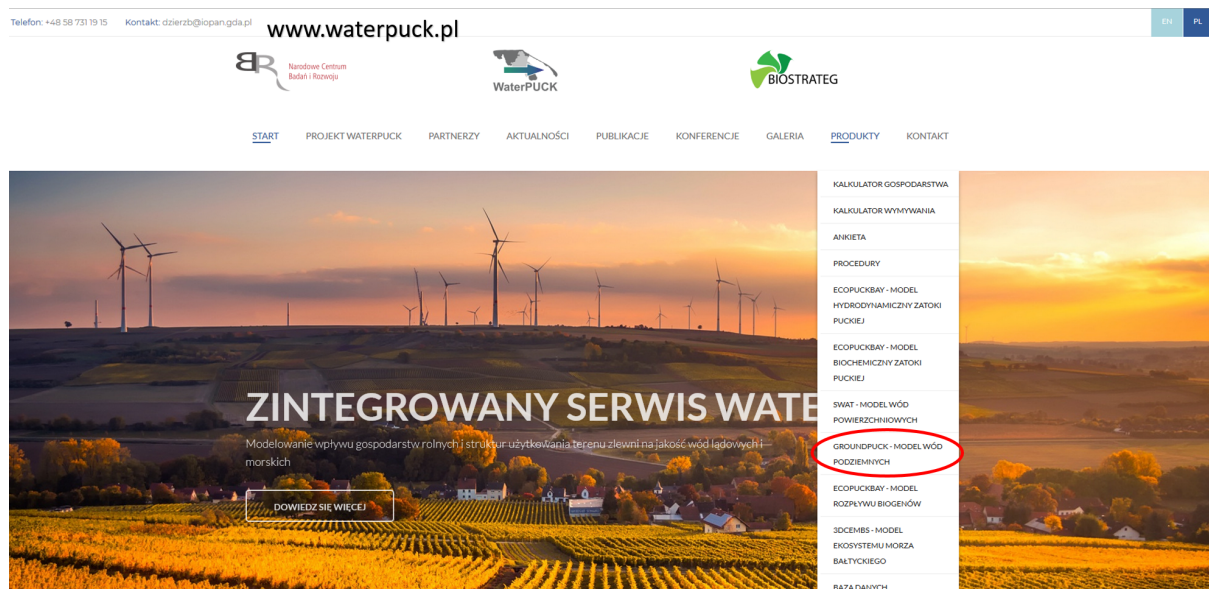 Telefon: +48 58 731 19 15 Kontakt: dzierzb@iopan.gda.pl
www.waterpuck.pl
EN PL
BR
Narodowe Centrum
Badań i Rozwoju
WaterPUCK
BIOSTRATEG
START PROJEKT WATERPUCK PARTNERZY AKTUALNOŚCI PUBLIKACJE KONFERENCJE GALERIA PRODUKTY KONTAKT
KALKULATOR GOSPODARSTWA
KALKULATOR WYMYWANIA
ANKIETA
PROCEDURY
ECOPUCKBAY - MODEL
HYDRODYNAMICZNY ZATOKI
PUCKIEJ
ECOPUCKBAY - MODEL
BIOCHEMICZNY ZATOKI
PUCKIEJ
SWAT - MODEL WÓD
POWIERZCHNIOWYCH
GROUNDPUCK - MODEL WÓD
PODZIEMNYCH
ECOPUCKBAY - MODEL
ROZPŁYWU BIOGENÓW
3DCEMBS - MODEL
EKOSYSTEMU MORZA
BAŁTYCKIEGO
BAZA DANYCH
ZINTEGROWANY SERWIS WATE
Modelowanie wpływu gospodarstw rolnych i struktur użytkowania terenu zlewni na jakość wód lądowych i
morskich
DOWIEDZ SIĘ WIĘCEJ